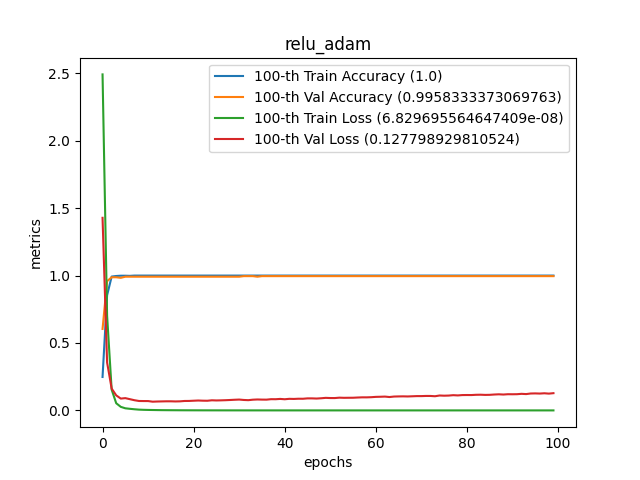 relu_adam
100-th Train Accuracy (1.0)
100-th Val Accuracy (0.9958333373069763)
100-th Train Loss (6.829695564647409e-08)
100-th Val Loss (0.127798929810524)
2.5
2.0
1.5
1.0
0.5
0.0
metrics
0 20 40 60 80 100
epochs